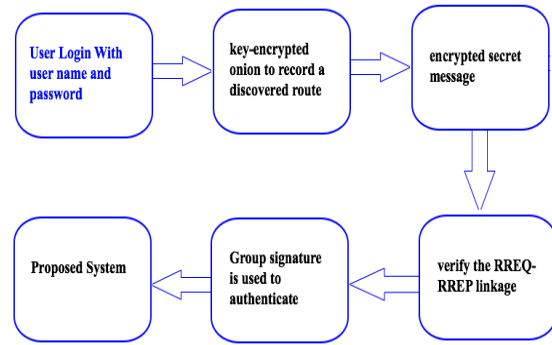 User Login With
user name and
password
key-encrypted
onion to record a
discovered route
encrypted secret
message
verify the RREQ-
RREP linkage
Group signature
is used to
authenticate
Proposed System